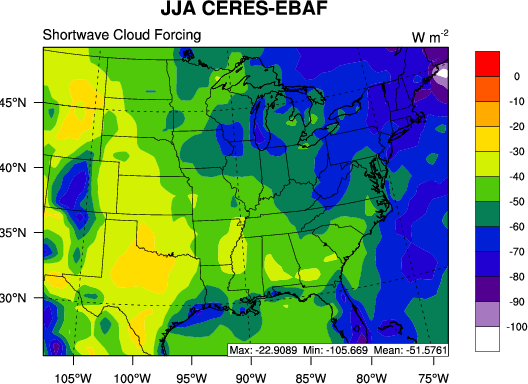 JJA CERES-EBAF
Shortwave Cloud Forcing
W m-2
45°N
40°N
35°N
30°N
105°W
100°W
95°W
90°W
85°W
80°W
Max: -22.9089 Min: -105.669 Mean: -51.5761
0
-10
-20
-30
-40
-50
-60
-70
-80
-90
-100